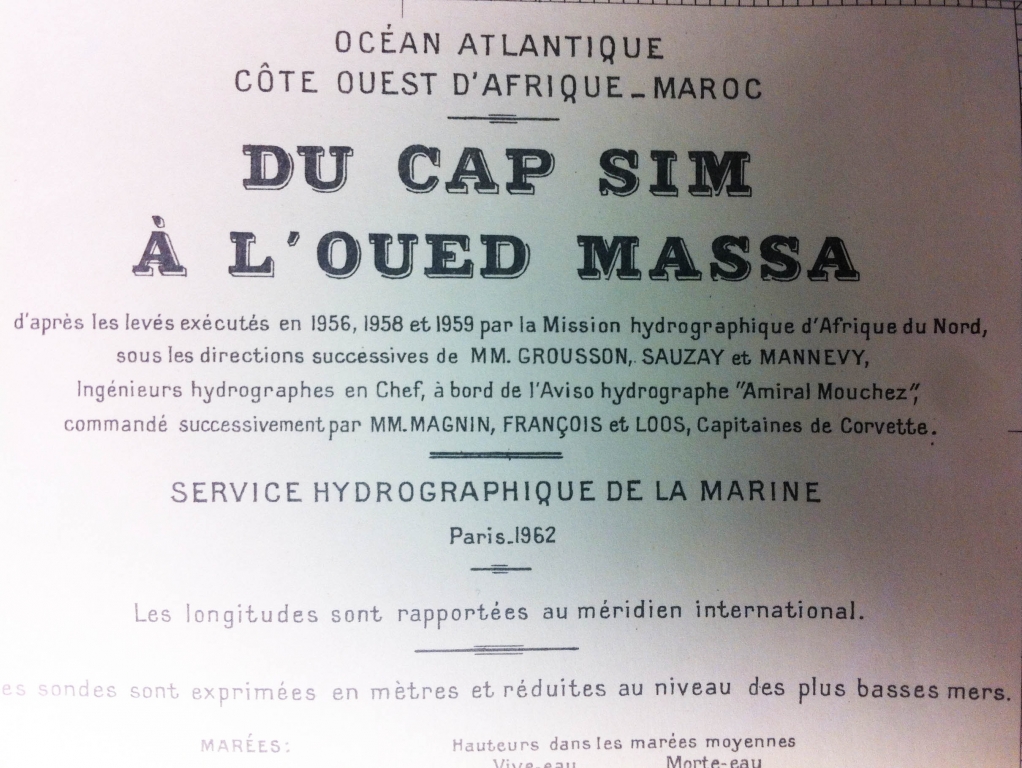 OCÉAN ATLANTIQUE
CÔTE OUEST D'AFRIQUE_MAROC
DU CAP SIM
À L'OUED MASSA
d'après les levés exécutés en 1956, 1958 et 1959 par la Mission hydrographique d'Afrique du Nord,
sous les directions successives de MM. GROUSSON, SAUZAY et MANNEVY,
Ingénieurs hydrographes en Chef, à bord de l'Aviso hydrographe "Amiral Mouchez",
commandé successivement par MM.MAGNIN, FRANÇOIS et LOOS, Capitaines de Corvette.
SERVICE HYDROGRAPHIQUE DE LA MARINE
Paris_1962
Les longitudes sont rapportées au méridien international.
es sondes sont exprimées en mètres et réduites au niveau des plus basses mers.
MARÉES: Hauteurs dans les marées moyennes
Vive-eau Morte-eau